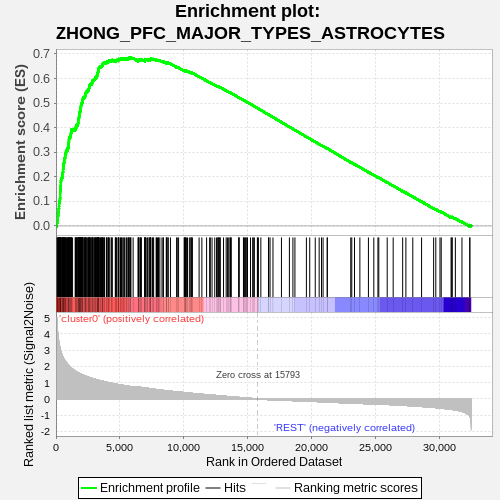 Enrichment plot:
ZHONG_PFC_MAJOR_TYPES_ASTROCYTES
Enrichment score (ES)
0.7
0.6
0.5
0.4
0.3
0.2
0.1
0.0
Ranked list metric (Signal2Noise)
5
4
3
2
1
0
-1
-2
'cluster0' (positively correlated)
Zero cross at 15793
'REST' (negatively correlated)
0
5,000
10,000
15,000
20,000
25,000
30,000
Rank in Ordered Dataset
Enrichment profile
Hits
Ranking metric scores